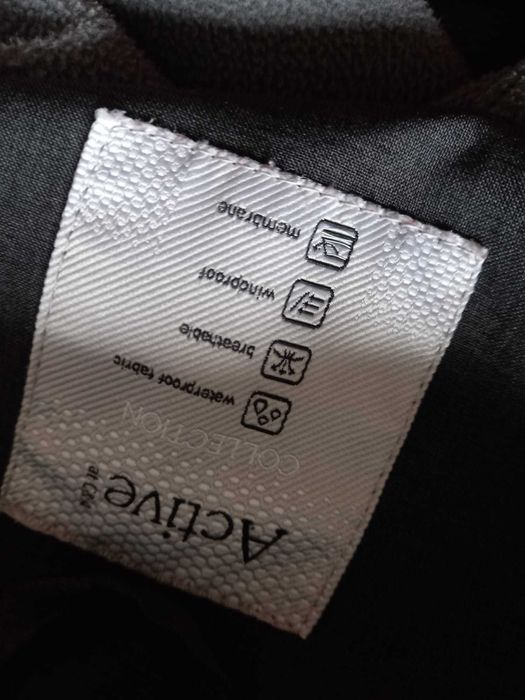 Active
at C&A
COLLECTION
waterproof fabric
breathable
windproof
membrane